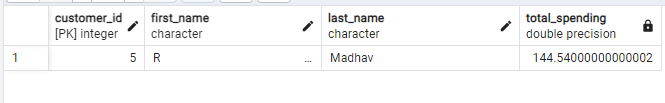 customer_id first_name last_name total_spending
[PK] integer character character double precision
1 5 R ... Madhav 144.54000000000002